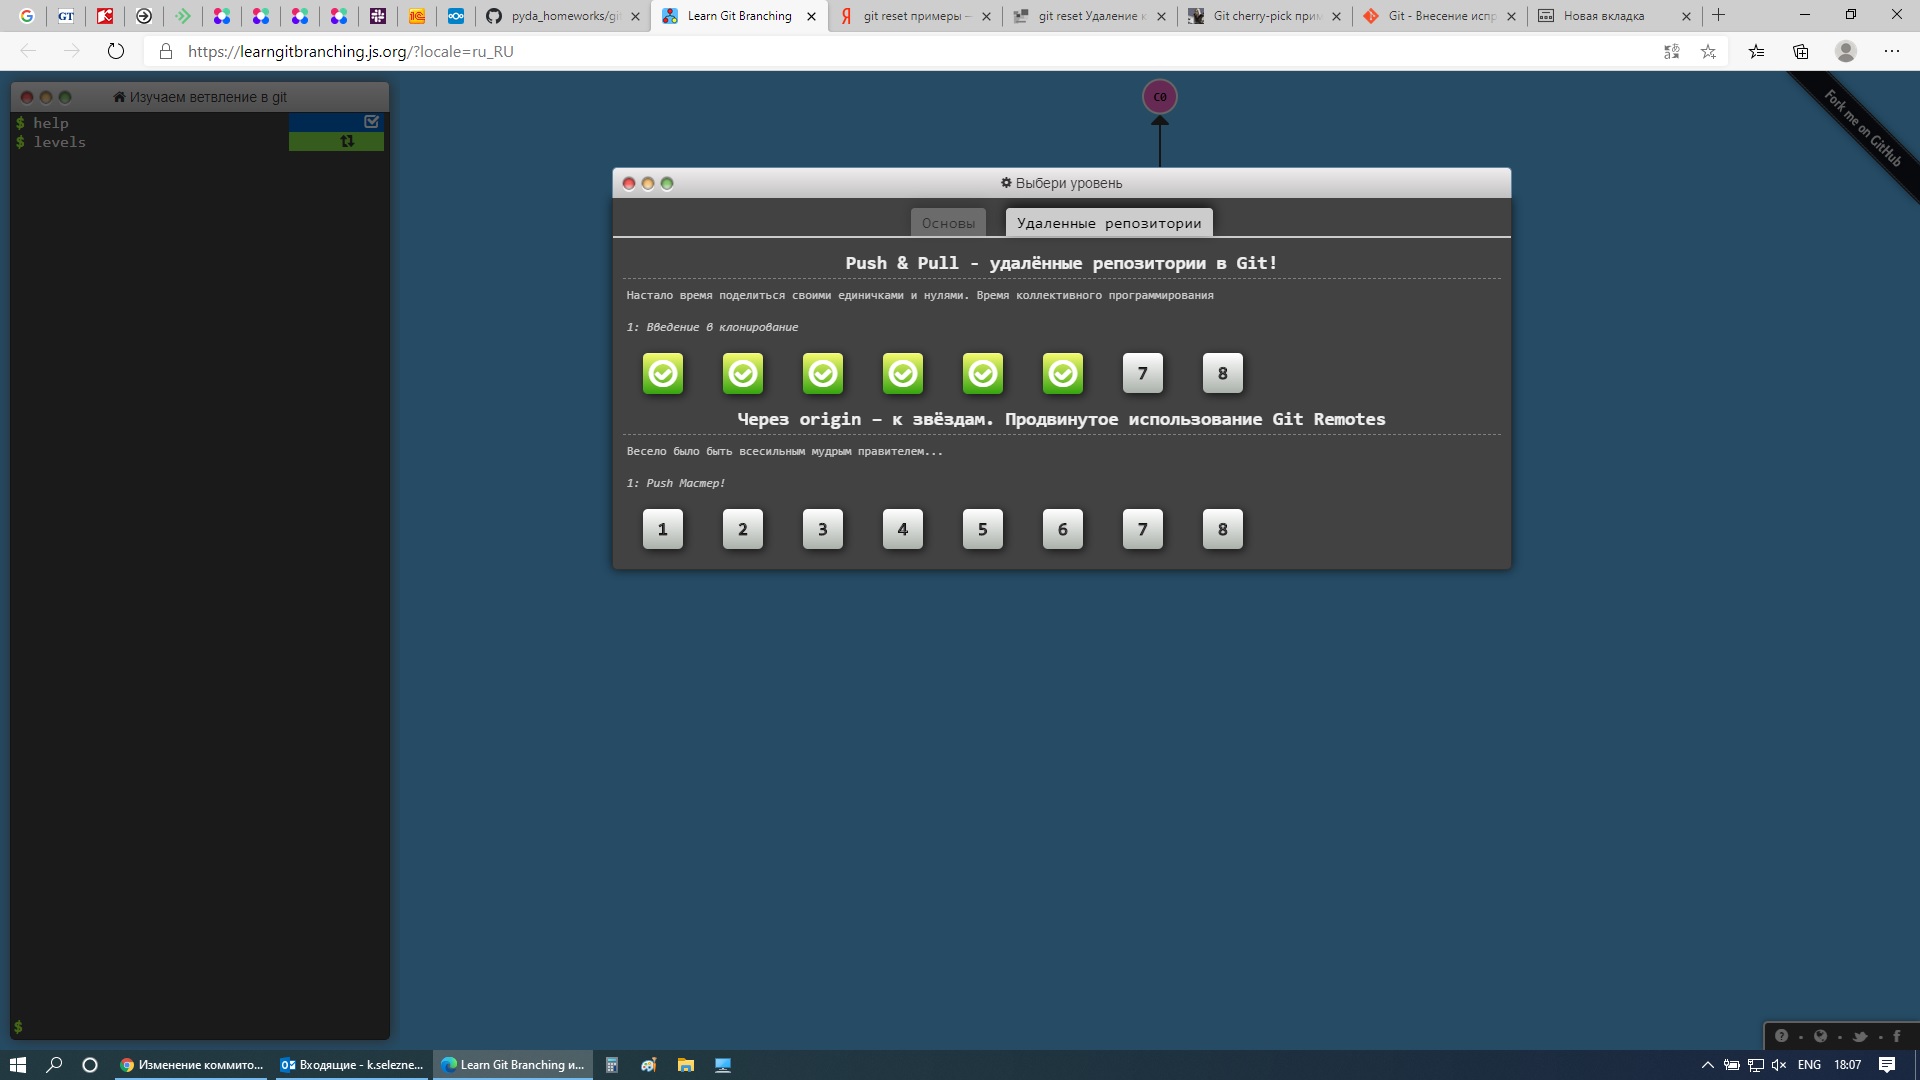 pyda_homeworks/gi
Learn Git Branching
git reset примеры –
git reset Удаление к
Git cherry-pick прим
Git - Внесение испр
Новая вкладка
https://learngitbranching.js.org/?locale=ru_RU
Изучаем ветвление в git
$ help
$ levels
C0
Fork me on GitHub
Выбери уровень
Основы
Удаленные репозитории
Push & Pull - удалённые репозитории в Git!
Настало время поделиться своими единичками и нулями. Время коллективного программирования
1: Введение в клонирование
7 8
Через origin – к звёздам. Продвинутое использование Git Remotes
Весело было быть всесильным мудрым правителем...
1: Push Мастер!
1 2 3 4 5 6 7 8
$
Изменение коммито...
Входящие - k.selezne...
Learn Git Branching и...
ENG
18:07